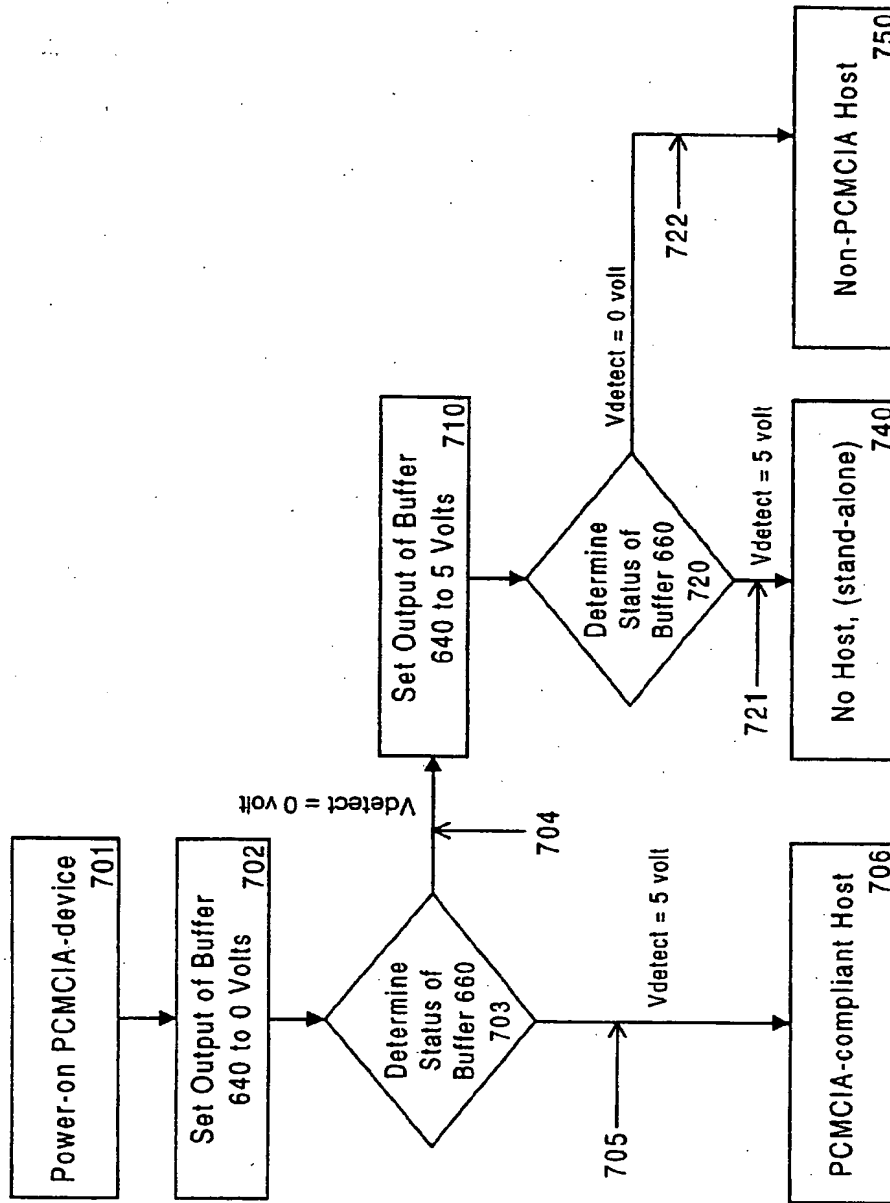 Power-on PCMCIA-device
701
Set Output of Buffer
640 to 0 Volts
702
Determine
Status of
Buffer 660
703
Vdetect = 0 volt
704
705
Vdetect = 5 volt
PCMCIA-compliant Host
706
Set Output of Buffer
640 to 5 Volts
710
Determine
Status of
Buffer 660
720
Vdetect = 0 volt
722
721
Vdetect = 5 volt
No Host, (stand-alone)
740
Non-PCMCIA Host
750